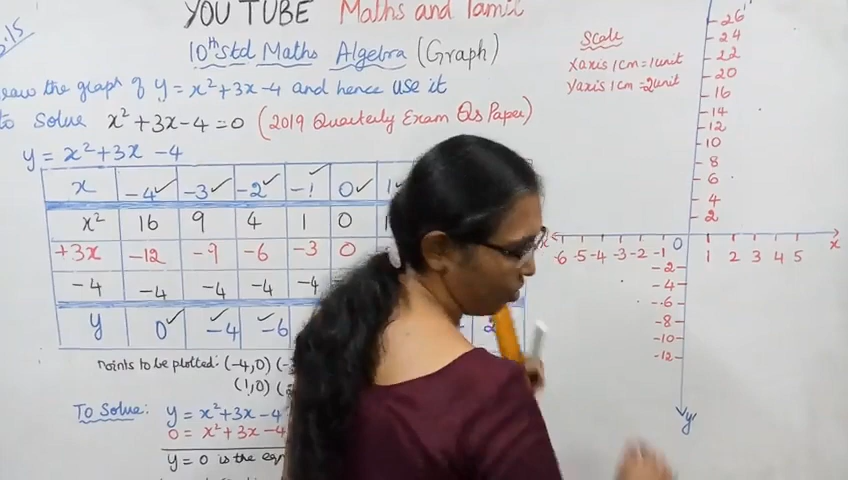 YOU TUBE Maths and Tamil
5.15
10th std Maths Algebra (Graph)
the graph of y = x²+3x-4 and hence use it
to Solve x²+3x-4=0 (2019 Quarterly Exam Qs Paper)
y = x²+3x-4
x -4✓ -3✓ -2✓ -1✓ 0✓
x² 16 9 4 1 0
+3x -12 -9 -6 -3 0
-4 -4 -4 -4 -4
y 0✓ -4✓ -6✓
Points to be plotted: (-4,0)
(1,0)
To Solve: y = x²+3x-4
0 = x²+3x-4
y = 0 is the
Scale
x axis 1cm = 1unit
y axis 1cm = 2unit
26
24
22
20
16
14
12
10
8
6
4
2
-6 -5 -4 -3 -2 -1 0 1 2 3 4 5 x
-2
-4
-6
-8
-10
-12
y